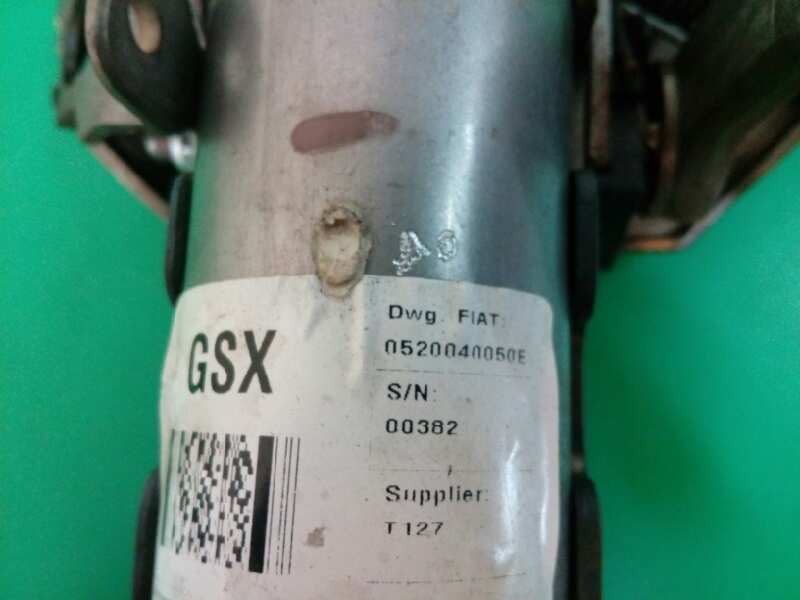 GSX
Dwg. FIAT:
0520040050E
S/N:
00382
Supplier:
T127